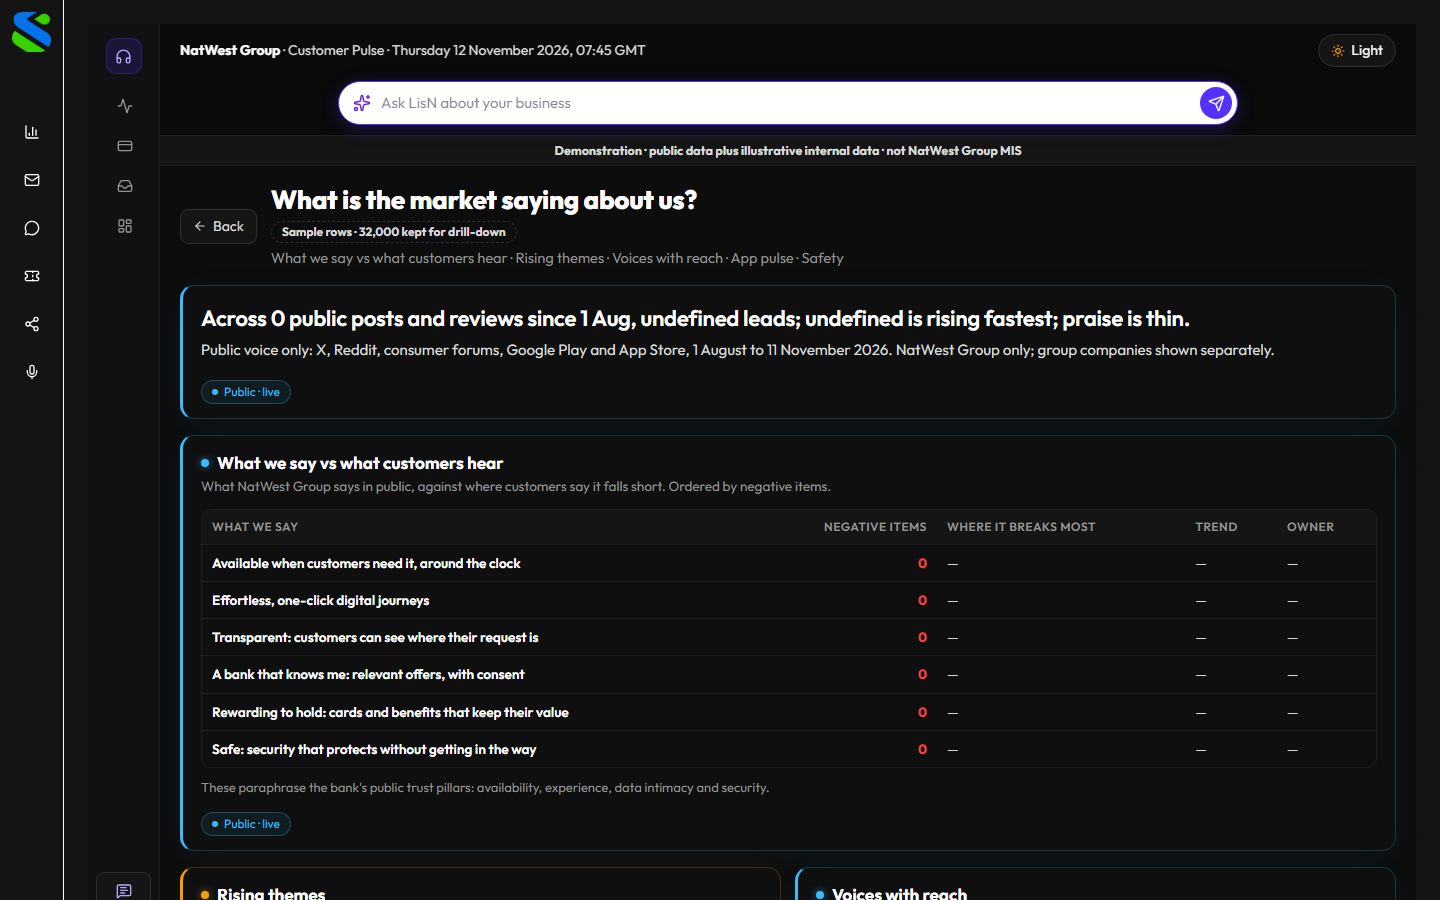 NatWest Group · Customer Pulse · Thursday 12 November 2026, 07:45 GMT
Light
Ask LisN about your business
Demonstration · public data plus illustrative internal data · not NatWest Group MIS
Back
What is the market saying about us?
Sample rows · 32,000 kept for drill-down
What we say vs what customers hear · Rising themes · Voices with reach · App pulse · Safety
Across 0 public posts and reviews since 1 Aug, undefined leads; undefined is rising fastest; praise is thin.
Public voice only: X, Reddit, consumer forums, Google Play and App Store, 1 August to 11 November 2026. NatWest Group only; group companies shown separately.
Public · live
What we say vs what customers hear
What NatWest Group says in public, against where customers say it falls short. Ordered by negative items.
WHAT WE SAY NEGATIVE ITEMS WHERE IT BREAKS MOST TREND OWNER
Available when customers need it, around the clock 0 — — —
Effortless, one-click digital journeys 0 — — —
Transparent: customers can see where their request is 0 — — —
A bank that knows me: relevant offers, with consent 0 — — —
Rewarding to hold: cards and benefits that keep their value 0 — — —
Safe: security that protects without getting in the way 0 — — —
These paraphrase the bank's public trust pillars: availability, experience, data intimacy and security.
Public · live
Rising themes
Voices with reach